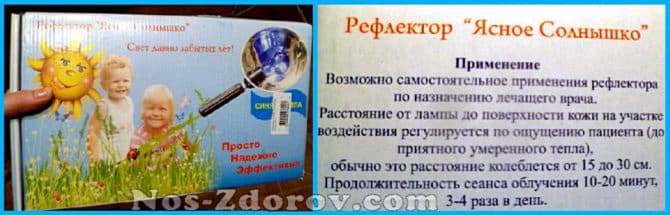 Рефлектор "Ясное Солнышко"
Свет давно забытых лет!
Просто
Надежно
Эффективно
Рефлектор "Ясное Солнышко"
Применение
Возможно самостоятельное применения рефлектора
по назначению лечащего врача.
Расстояние от лампы до поверхности кожи на участке
воздействия регулируется по ощущению пациента (до
приятного умеренного тепла),
обычно это расстояние колеблется от 15 до 30 см.
Продолжительность сеанса облучения 10-20 минут,
3-4 раза в день.
Nos-Zdorov.com